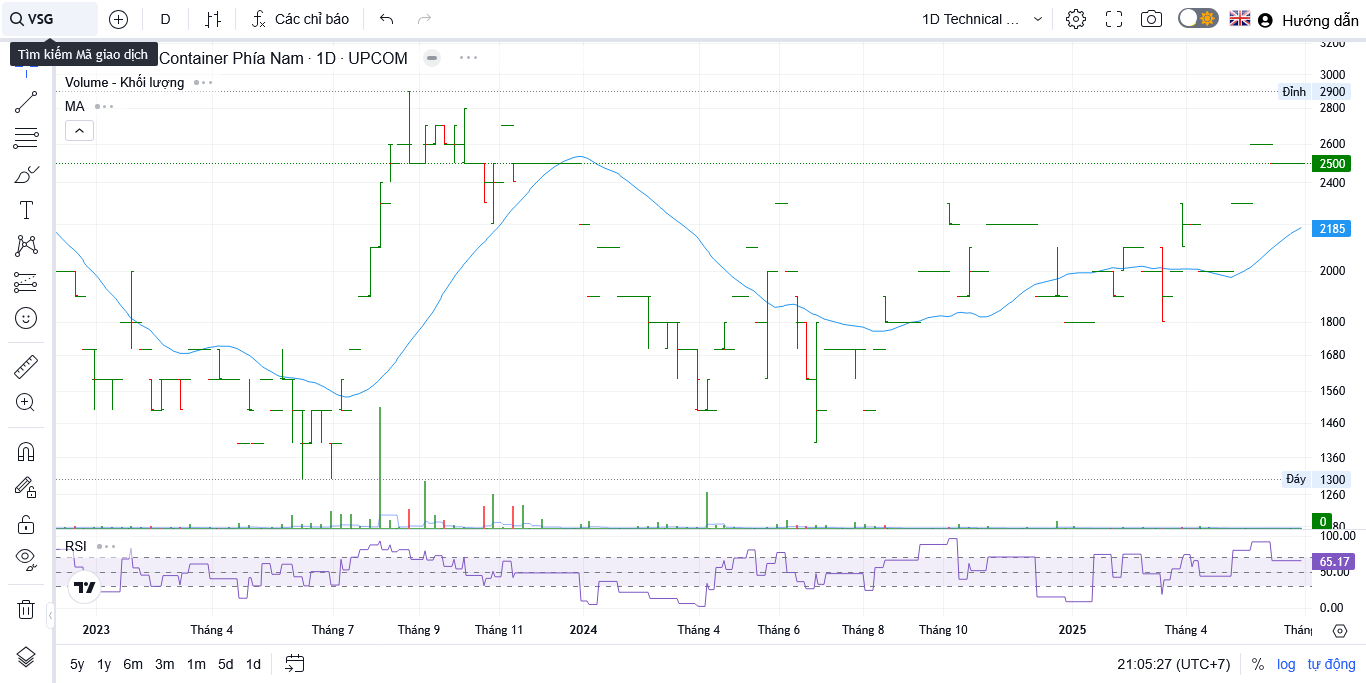 VSG
D
Các chỉ báo
1D Technical ...
Hướng dẫn
Tìm kiếm Mã giao dịch
Container Phía Nam · 1D · UPCOM
Volume - Khối lượng
MA
3200
3000
Đỉnh 2900
2800
2600
2500
2400
2185
2000
1800
1680
1560
1460
1360
Đáy 1300
1260
0
80
RSI
100.00
65.17
50.00
0.00
2023
Tháng 4
Tháng 7
Tháng 9
Tháng 11
2024
Tháng 4
Tháng 6
Tháng 8
Tháng 10
2025
Tháng 4
Thán
5y 1y 6m 3m 1m 5d 1d
21:05:27 (UTC+7)
% log tự động